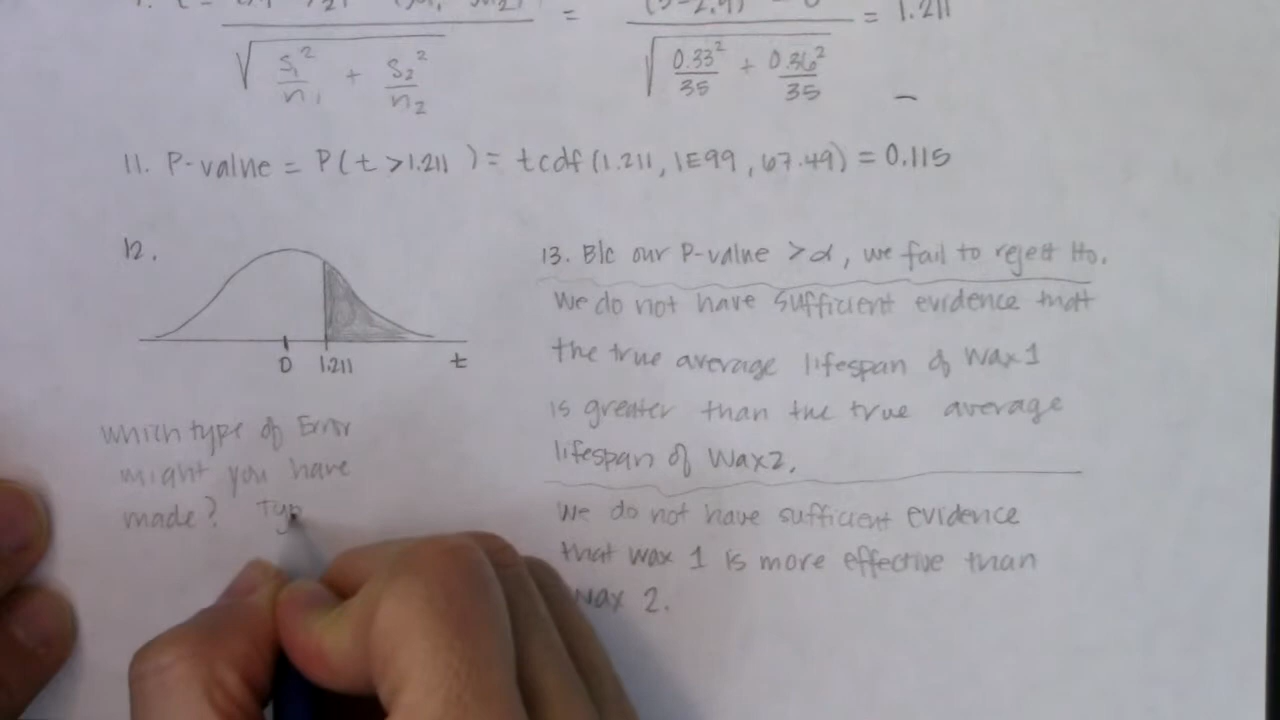 = 1.211
S₁² + S₂² 0.33² + 0.36²
n₁ n₂ 35 35
11. P-value = P(t > 1.211) = tcdf(1.211, 1E99, 67.49) = 0.115
12.
0 1.211 t
which type of Error
might you have
made? Typ
13. B/c our P-value > α, we fail to reject H₀.
We do not have sufficient evidence that
the true average lifespan of Wax 1
is greater than the true average
lifespan of Wax 2.
We do not have sufficient evidence
that wax 1 is more effective than
wax 2.